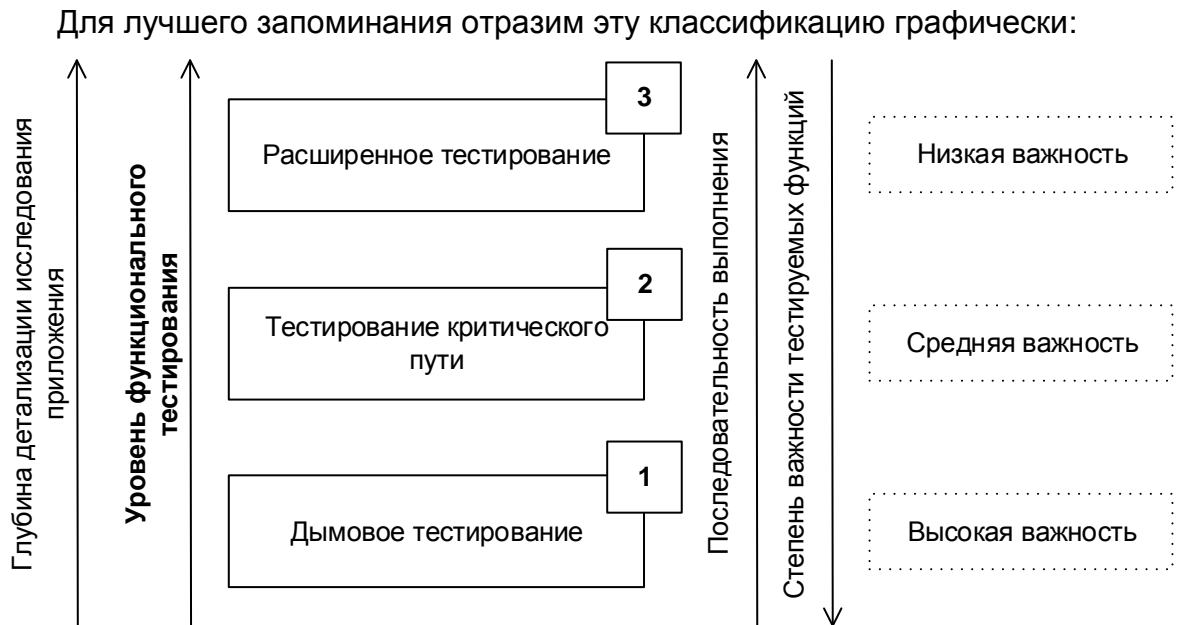 Для лучшего запоминания отразим эту классификацию графически:
Глубина детализации исследования
приложения
Уровень функционального
тестирования
3
Расширенное тестирование
2
Тестирование критического
пути
1
Дымовое тестирование
Последовательность выполнения
Степень важности тестируемых функций
Низкая важность
Средняя важность
Высокая важность